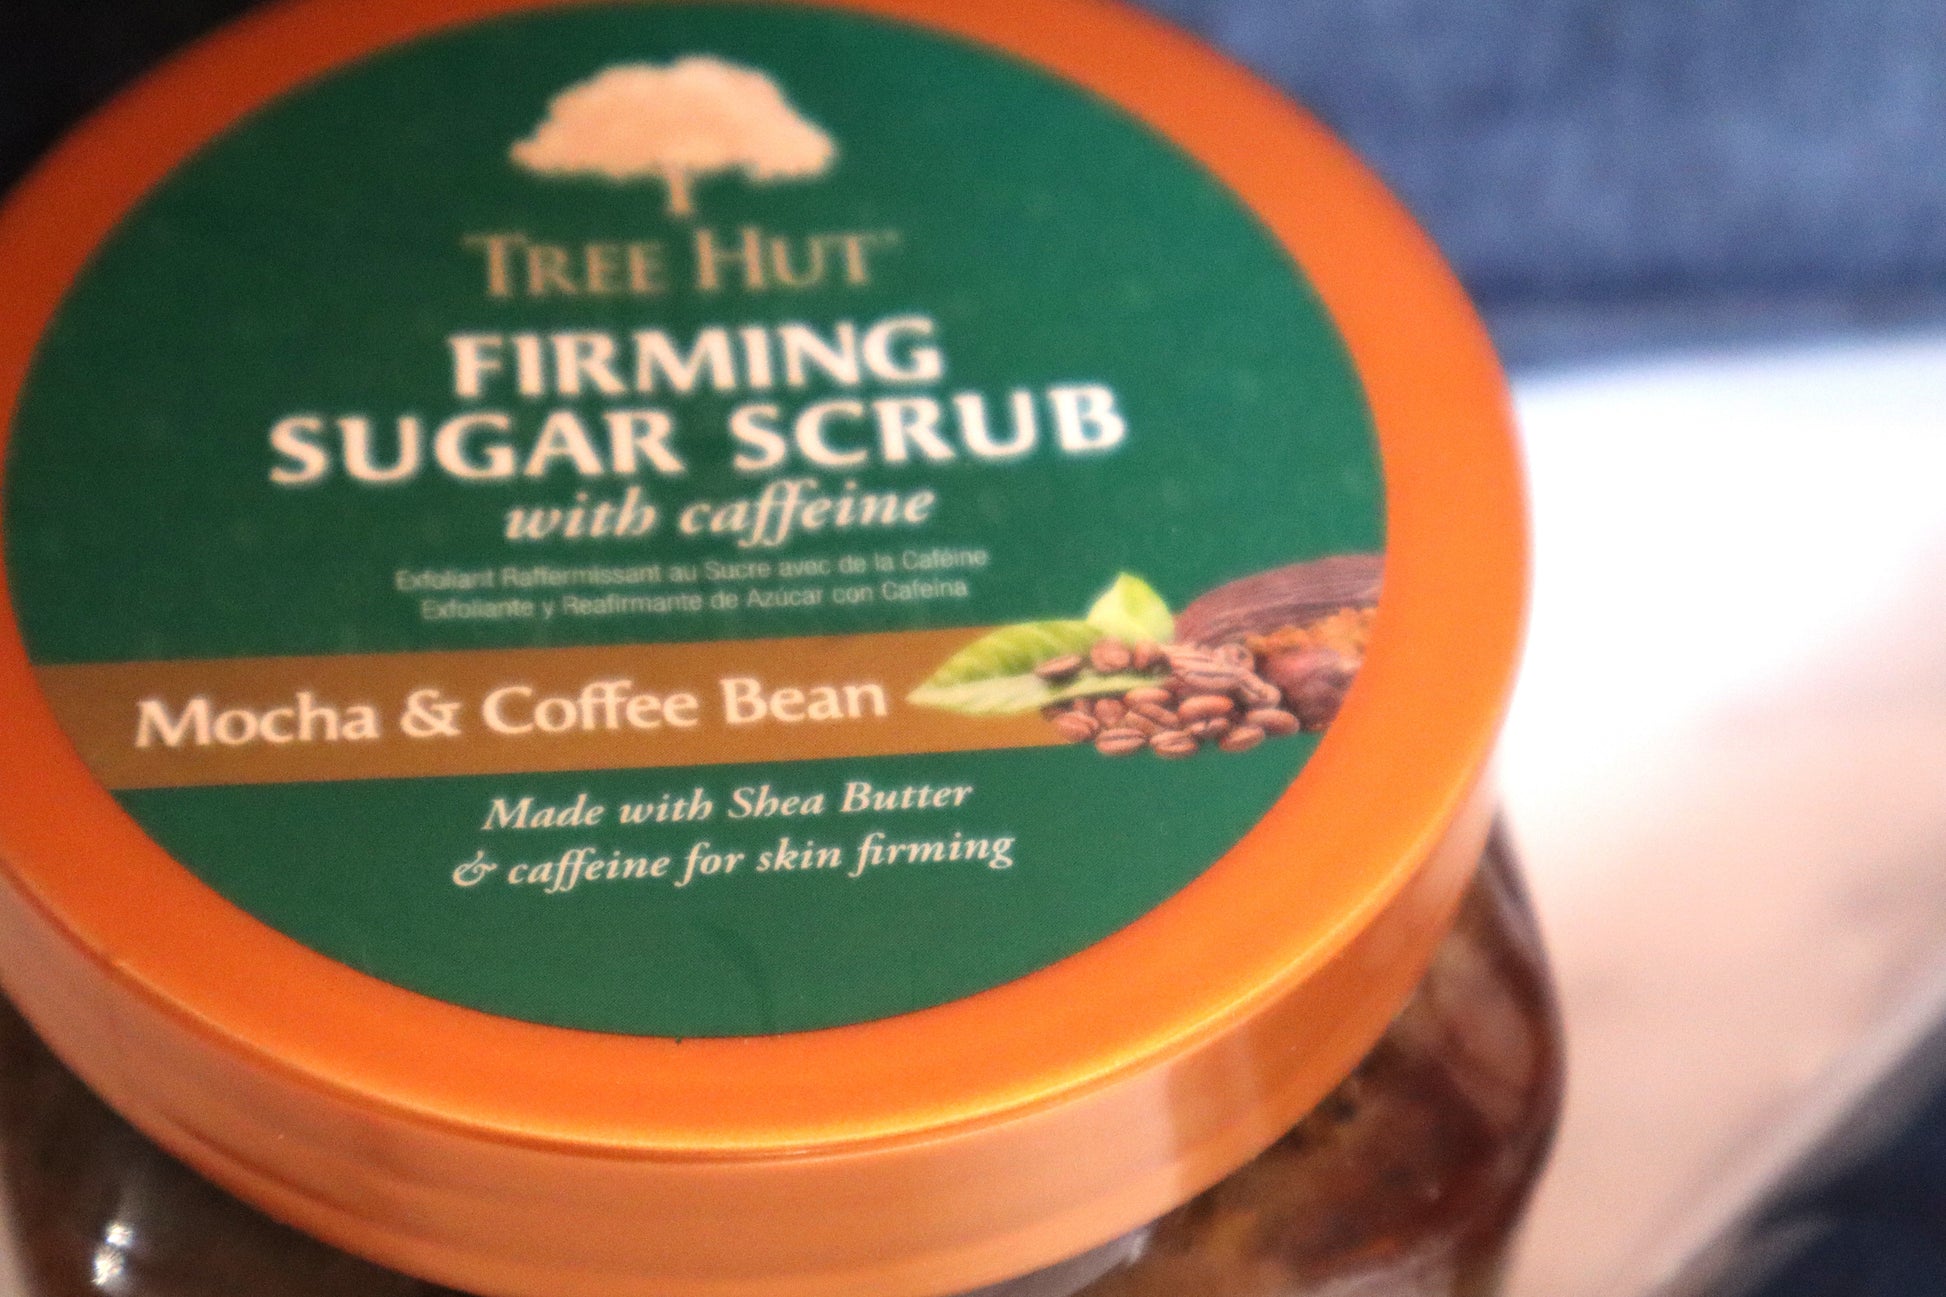 TREE HUT
FIRMING
SUGAR SCRUB
with caffeine
Exfoliant Raffermissant au Sucre avec de la Caféine
Exfoliante y Reafirmante de Azúcar con Cafeína
Mocha & Coffee Bean
Made with Shea Butter
& caffeine for skin firming